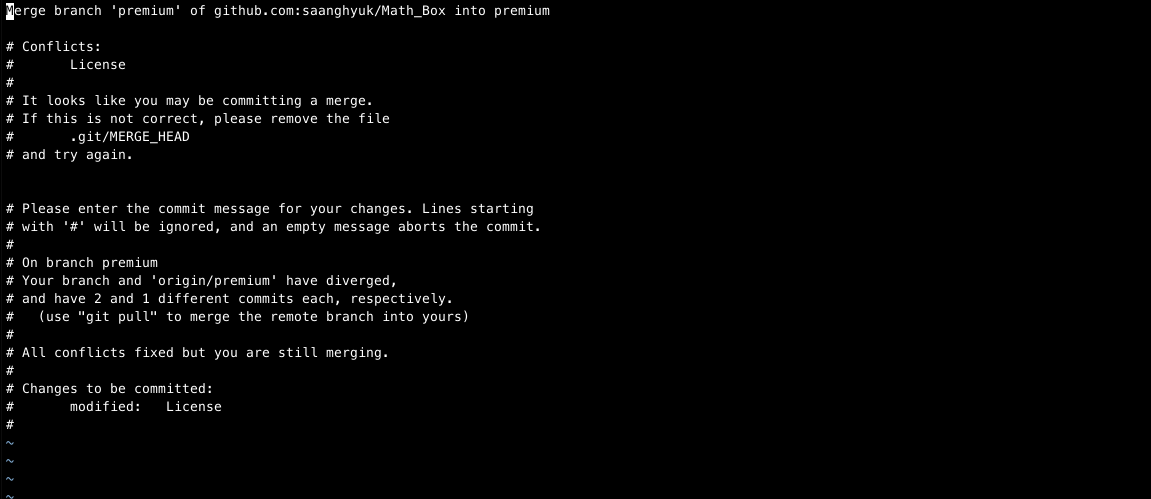 Merge branch 'premium' of github.com:saanghyuk/Math_Box into premium
# Conflicts:
#       License
#
# It looks like you may be committing a merge.
# If this is not correct, please remove the file
#       .git/MERGE_HEAD
# and try again.
# Please enter the commit message for your changes. Lines starting
# with '#' will be ignored, and an empty message aborts the commit.
#
# On branch premium
# Your branch and 'origin/premium' have diverged,
# and have 2 and 1 different commits each, respectively.
#   (use "git pull" to merge the remote branch into yours)
#
# All conflicts fixed but you are still merging.
#
# Changes to be committed:
#       modified:   License
#
~
~
~
~